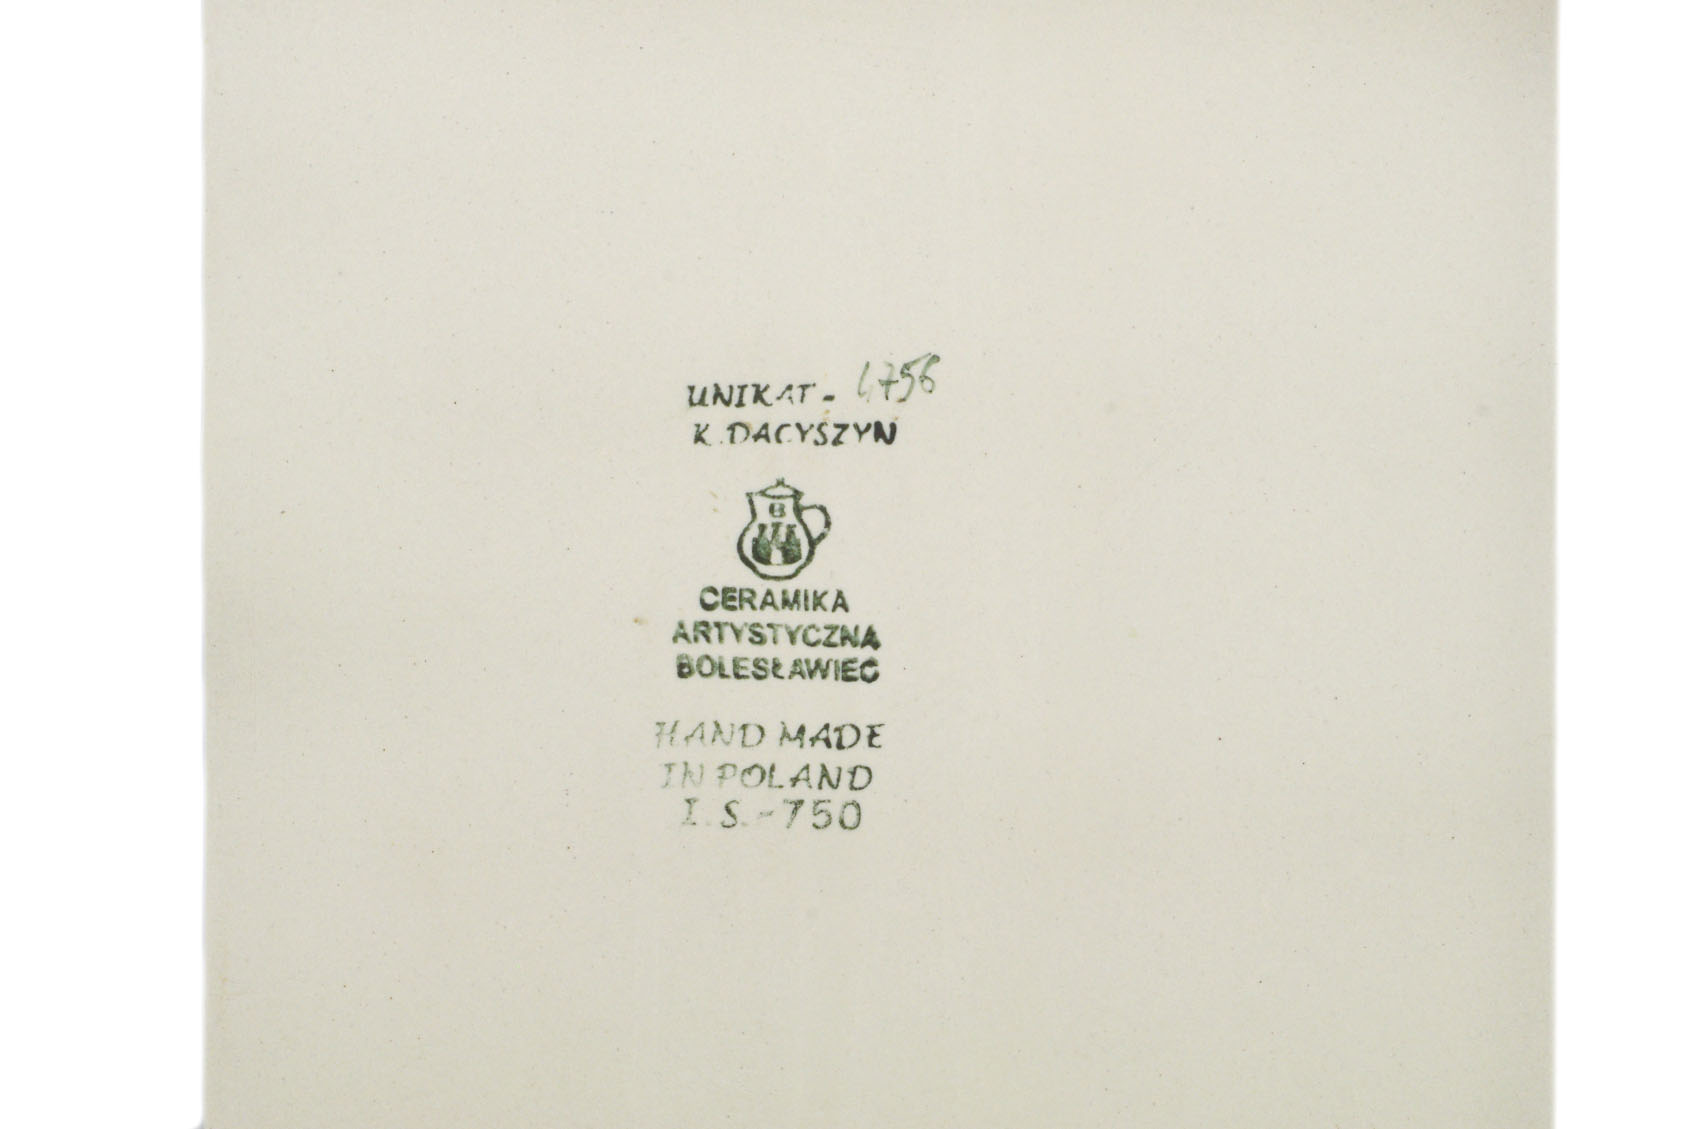 UNIKAT - 4756
K. DACYSZYN
B
CERAMIKA
ARTYSTYCZNA
BOLESŁAWIEC
HAND MADE
IN POLAND
I. S. - 750